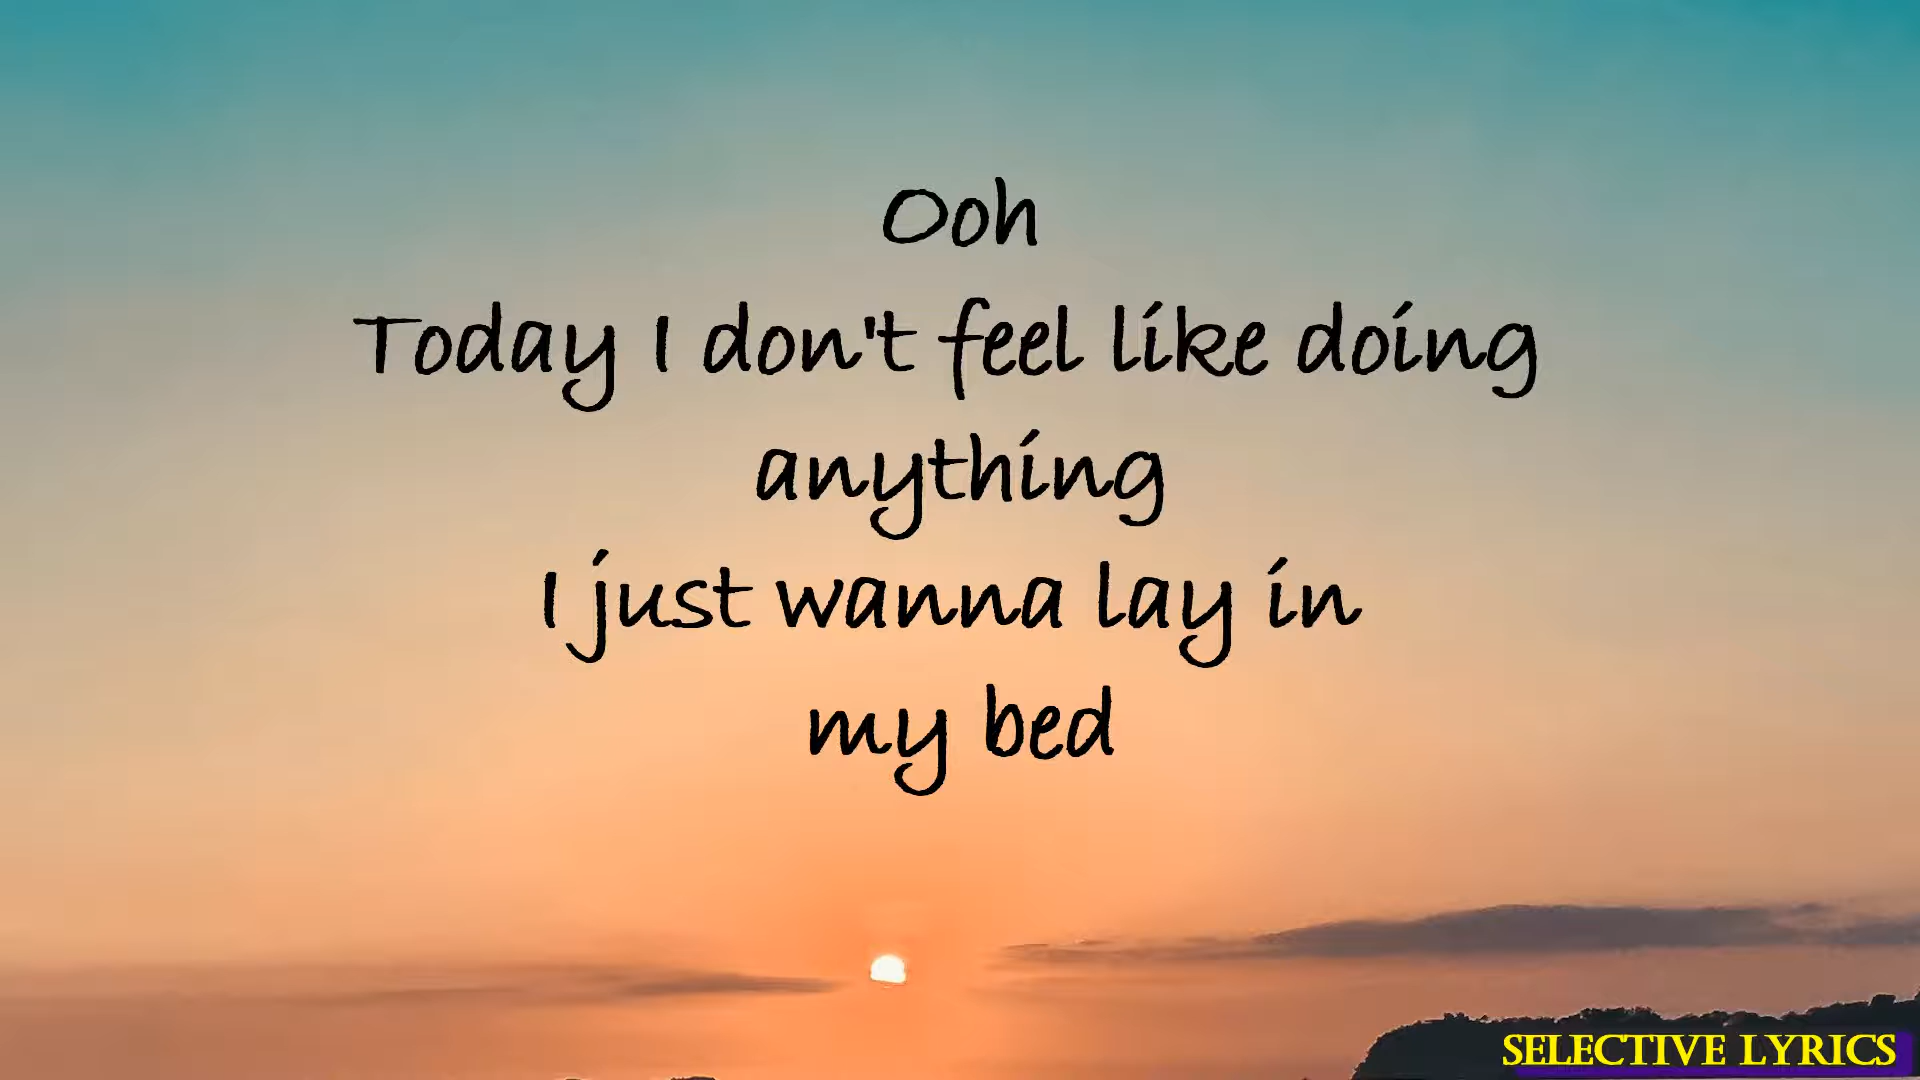 Ooh
Today I don't feel like doing
anything
I just wanna lay in
my bed
SELECTIVE LYRICS